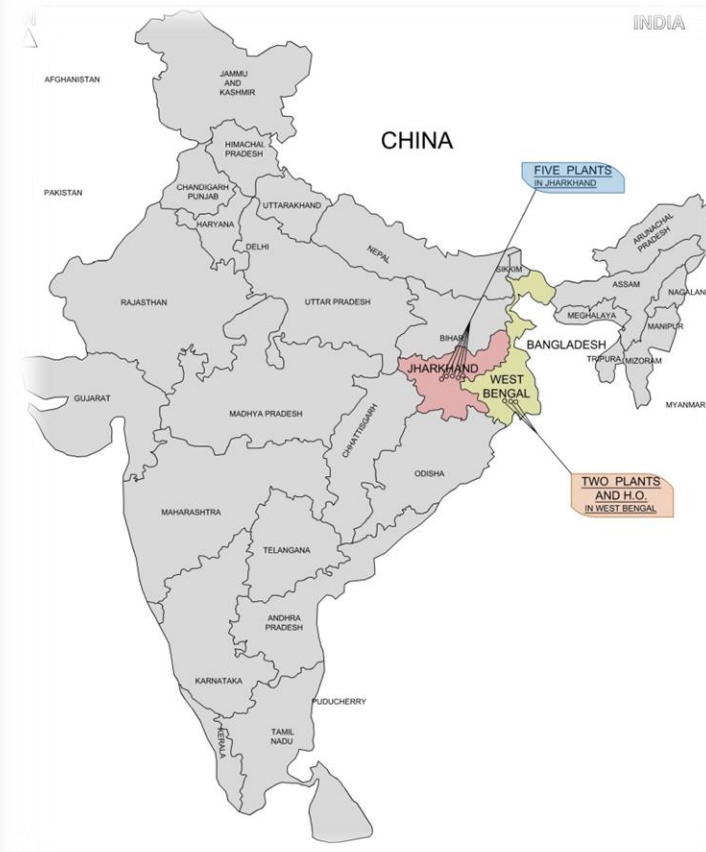 INDIA
AFGHANISTAN
JAMMU
AND
KASHMIR
CHINA
HIMACHAL
PRADESH
FIVE PLANTS
IN JHARKHAND
PAKISTAN
CHANDIGARH
PUNJAB
UTTARAKHAND
HARYANA
DELHI
NEPAL
SIKKIM
ARUNACHAL
PRADESH
ASSAM
NAGALAN
RAJASTHAN
UTTAR PRADESH
MEGHALAYA
MANIPUR
BIHAR
BANGLADESH
TRIPURA
MIZORAM
JHARKHAND
GUJARAT
WEST
BENGAL
MYANMAR
MADHYA PRADESH
CHHATTISGARH
ODISHA
TWO PLANTS
AND H.O.
IN WEST BENGAL
MAHARASHTRA
TELANGANA
ANDHRA
PRADESH
KARNATAKA
PUDUCHERRY
KERALA
TAMIL
NADU